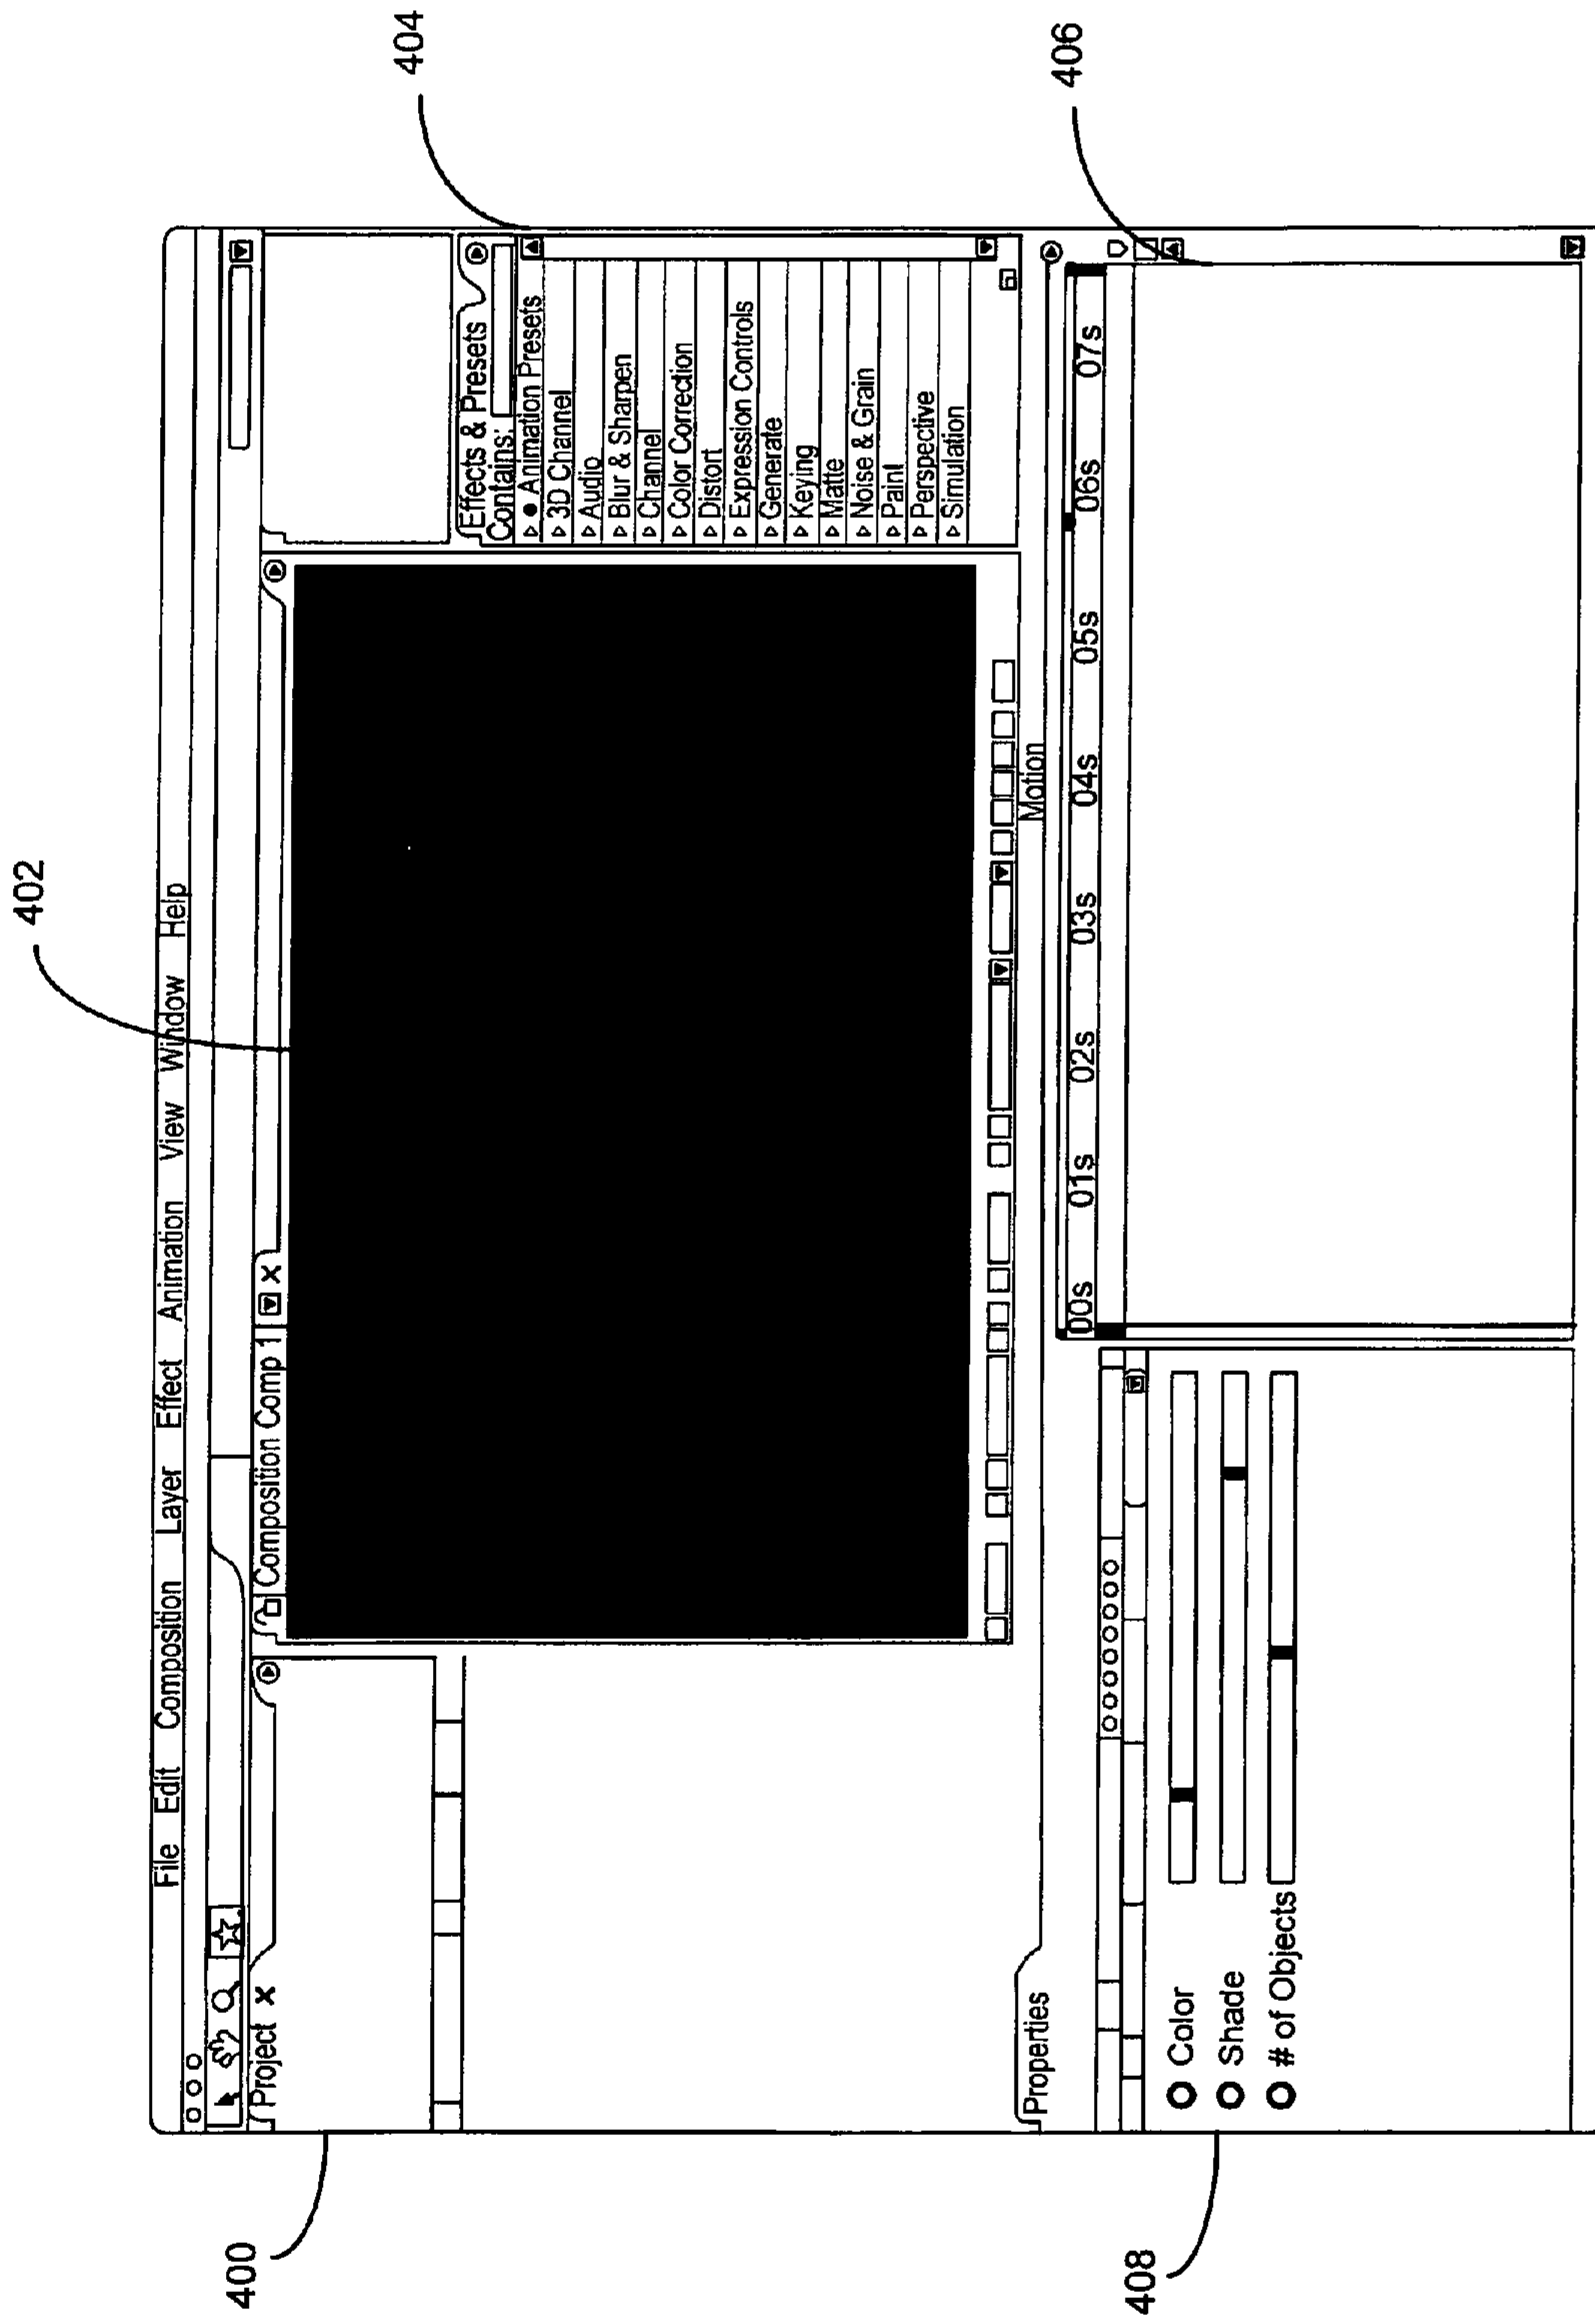 402
404
406
400
408
File Edit Composition Layer Effect Animation View Window Help
Project X
Composition Comp 1 X
Effects & Presets
Contains:
Animation Presets
3D Channel
Audio
Blur & Sharpen
Channel
Color Correction
Distort
Expression Controls
Generate
Keying
Matte
Noise & Grain
Paint
Perspective
Simulation
Properties
Motion
00s 01s 02s 03s 04s 05s 06s 07s
Color
Shade
# of Objects